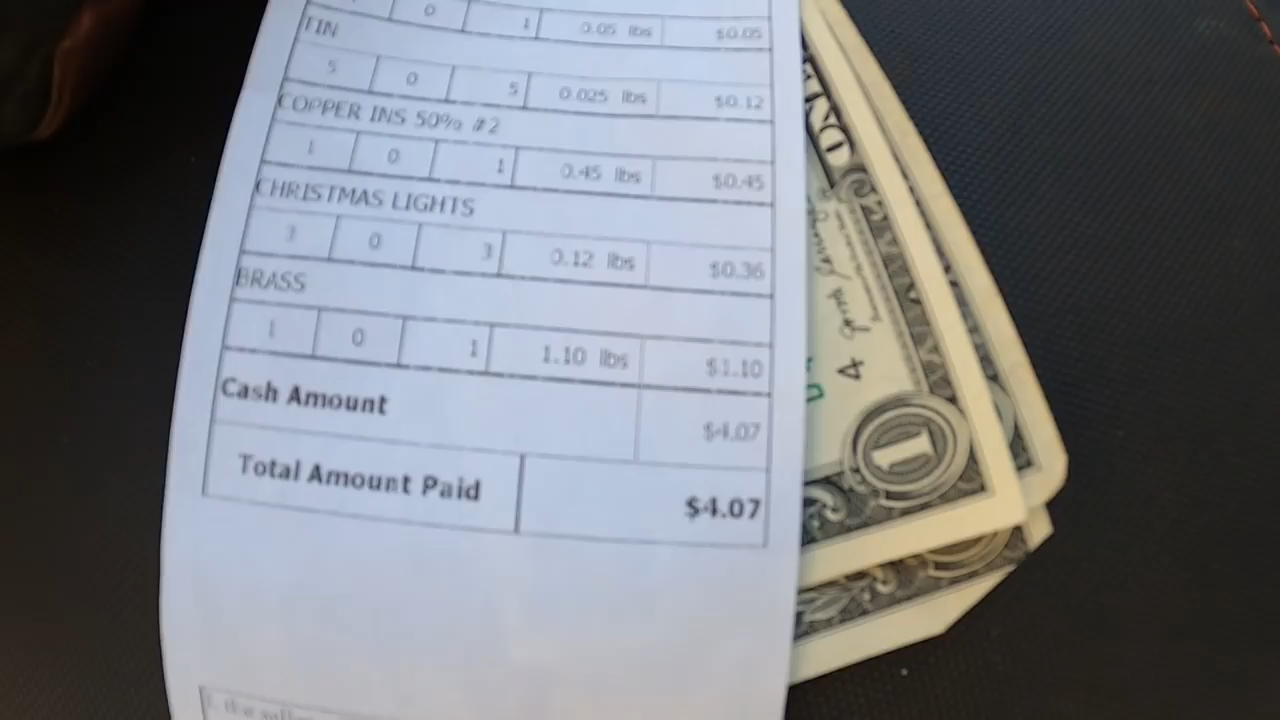 0 1 0.05 lbs $0.05
FIN
5 0 5 0.025 lbs $0.12
COPPER INS 50% #2
1 0 1 0.45 lbs $0.45
CHRISTMAS LIGHTS
3 0 3 0.12 lbs $0.36
BRASS
1 0 1 1.10 lbs $1.10
Cash Amount $4.07
Total Amount Paid $4.07
ONE
4
1